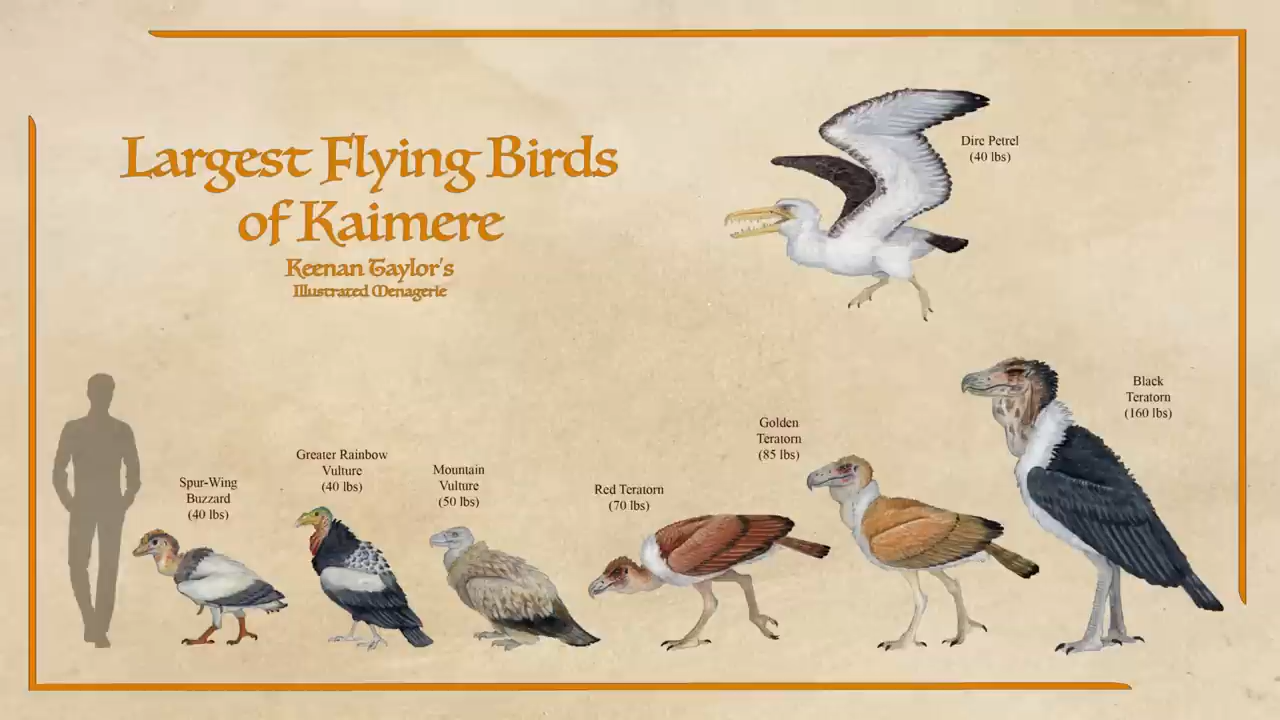 Largest Flying Birds
of Kaimere
Keenan Taylor's
Illustrated Menagerie
Dire Petrel
(40 lbs)
Spur-Wing
Buzzard
(40 lbs)
Greater Rainbow
Vulture
(40 lbs)
Mountain
Vulture
(50 lbs)
Red Teratorn
(70 lbs)
Golden
Teratorn
(85 lbs)
Black
Teratorn
(160 lbs)